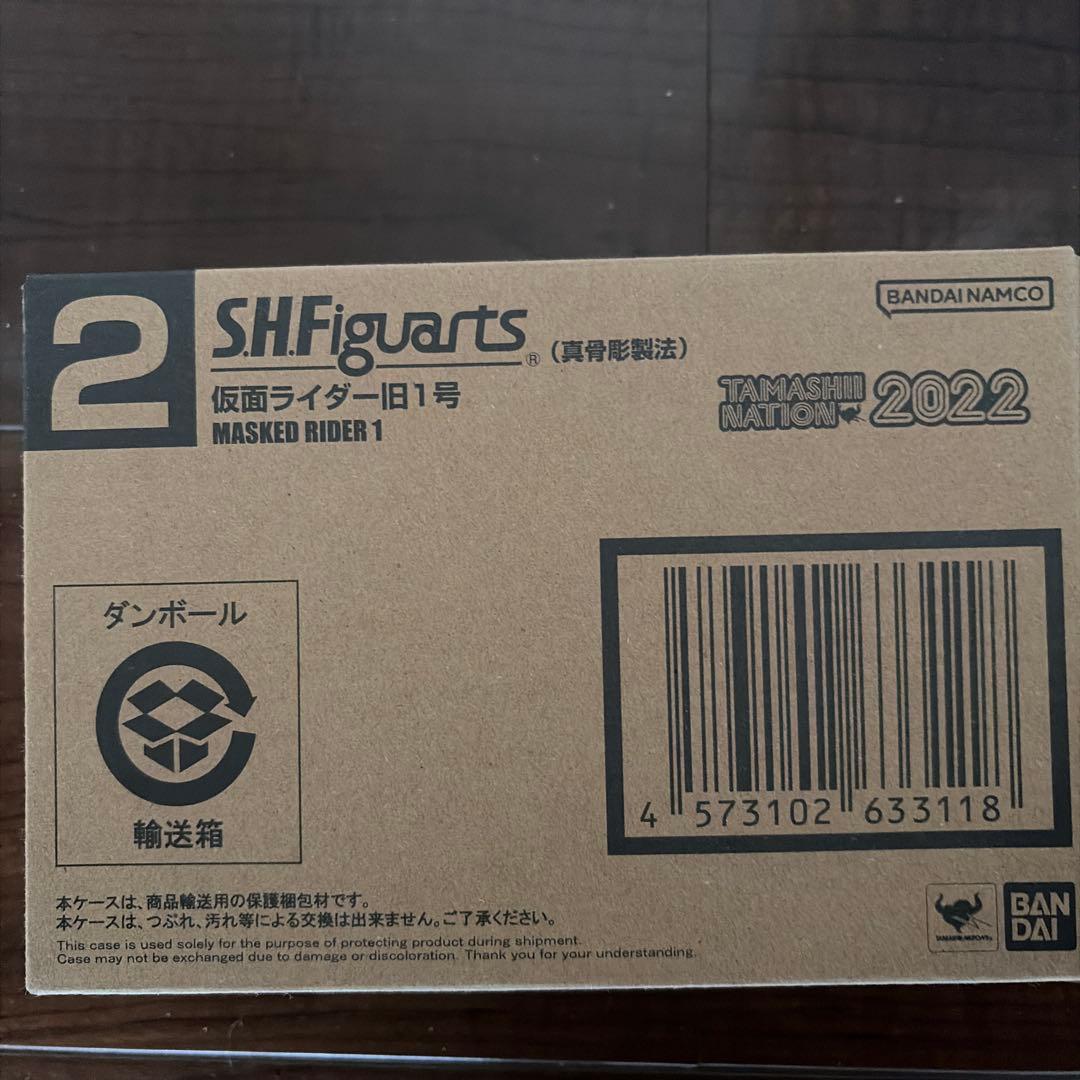 2
S.H.Figuarts® (真骨彫製法)
仮面ライダー旧1号
MASKED RIDER 1
BANDAI NAMCO
TAMASHII
NATION 2022
ダンボール
輸送箱
4 573102 633118
本ケースは、商品輸送用の保護梱包材です。
本ケースは、つぶれ、汚れ等による交換は出来ません。ご了承ください。
This case is used solely for the purpose of protecting product during shipment.
Case may not be exchanged due to damage or discoloration. Thank you for your understanding.
TAMASHII NATIONS
BAN
DAI